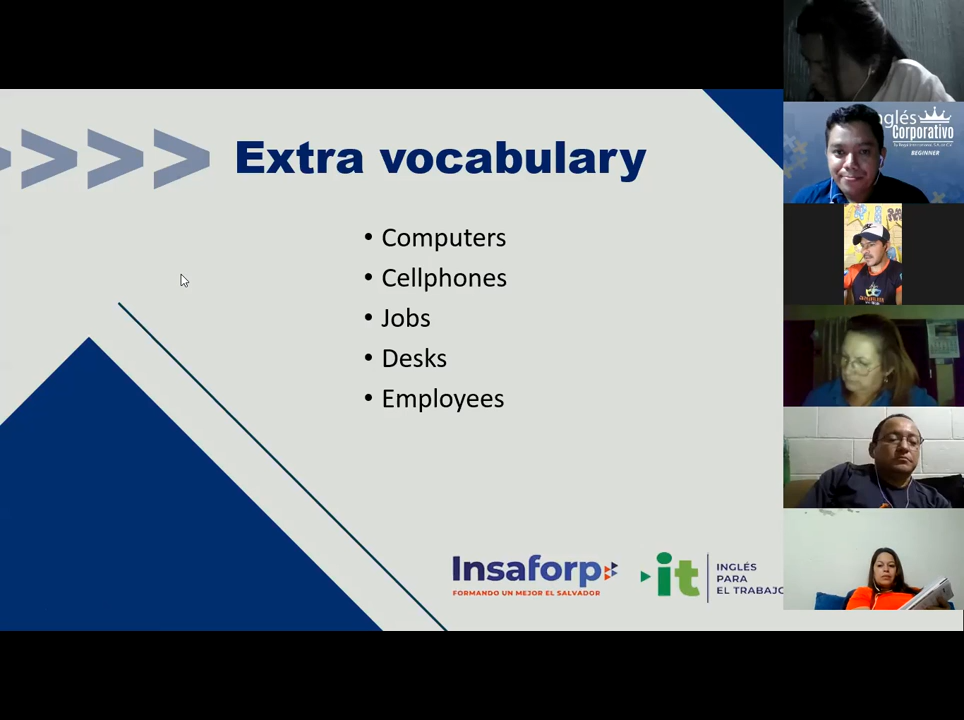 Extra vocabulary
• Computers
• Cellphones
• Jobs
• Desks
• Employees
Insaforp
FORMANDO UN MEJOR EL SALVADOR
it
INGLÉS
PARA
EL TRABAJO
nglés
Corporativo
BEGINNER